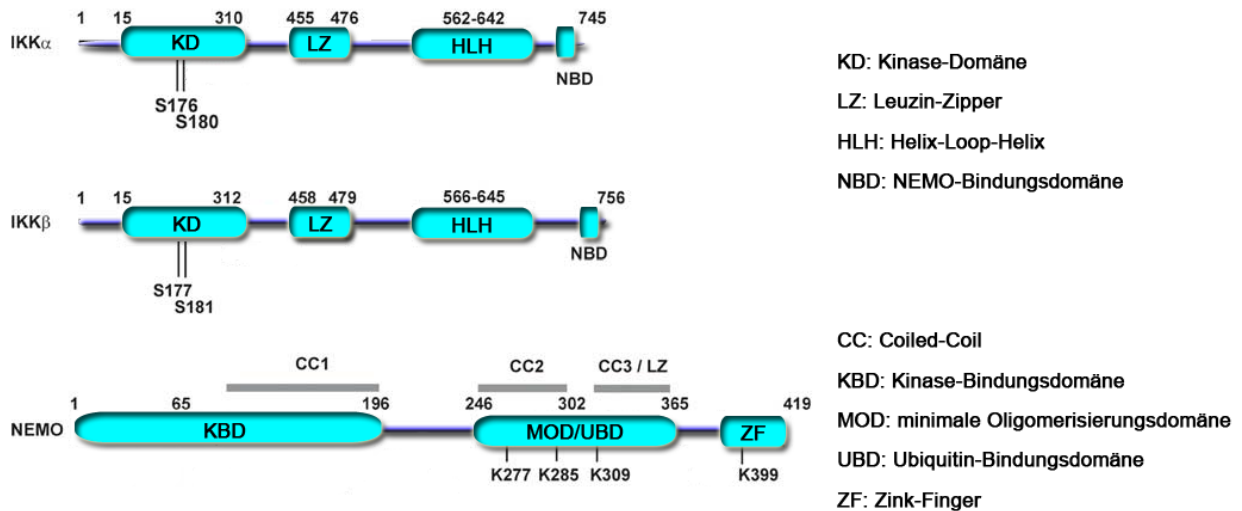 1 15 310 455 476 562-642 745
IKKα KD LZ HLH
NBD
S176
S180
KD: Kinase-Domäne
LZ: Leuzin-Zipper
HLH: Helix-Loop-Helix
NBD: NEMO-Bindungsdomäne
1 15 312 458 479 566-645 756
IKKβ KD LZ HLH
NBD
S177
S181
CC1 CC2 CC3 / LZ
1 65 196 246 302 365 419
NEMO KBD MOD/UBD ZF
K277 K285 K309 K399
CC: Coiled-Coil
KBD: Kinase-Bindungsdomäne
MOD: minimale Oligomerisierungsdomäne
UBD: Ubiquitin-Bindungsdomäne
ZF: Zink-Finger